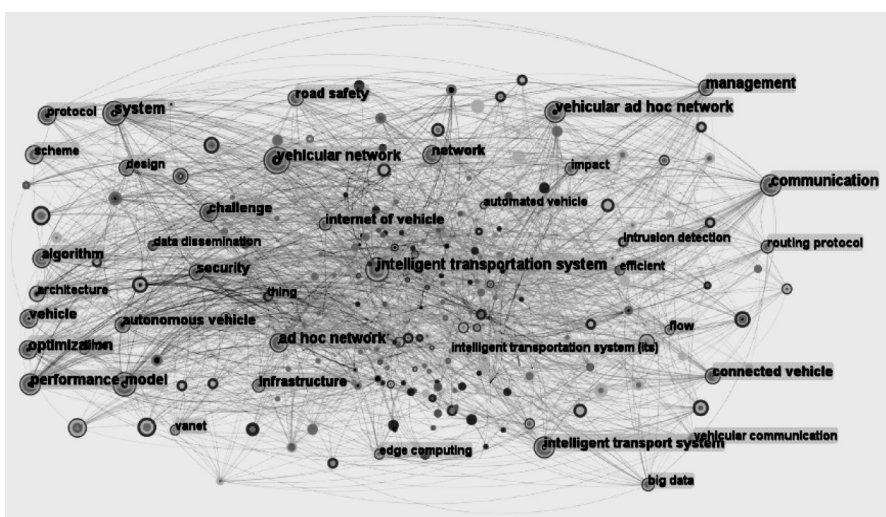 management
road safety
vehicular ad hoc network
system
protocol
scheme
network
vehicular network
design
impact
communication
automated vehicle
challenge
internet of vehicle
intrusion detection
data dissemination
routing protocol
algorithm
intelligent transportation system
efficient
security
architecture
thing
vehicle
autonomous vehicle
flow
ad hoc network
optimization
intelligent transportation system (its)
connected vehicle
performance
model
infrastructure
vanet
vehicular communication
intelligent transport system
edge computing
big data